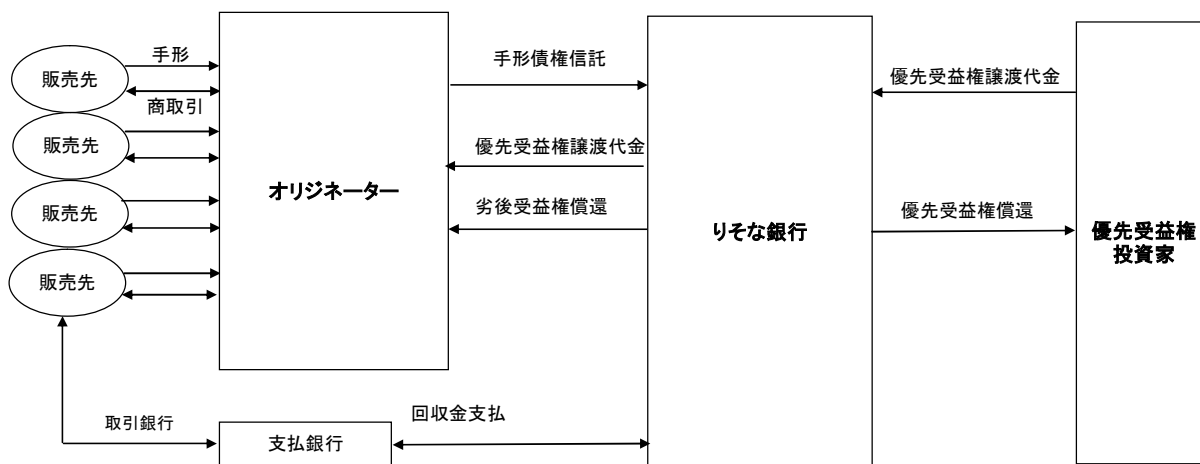 手形
手形債権信託
優先受益権譲渡代金
販売先
商取引
販売先
優先受益権譲渡代金
オリジネーター
劣後受益権償還
優先受益権償還
販売先
りそな銀行
優先受益権
投資家
販売先
回収金支払
取引銀行
支払銀行